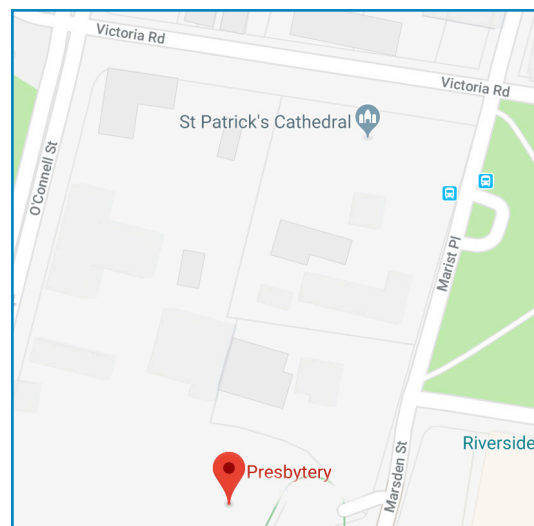 Victoria Rd
Victoria Rd
St Patrick's Cathedral
O'Connell St
Marist Pl
Riverside
Presbytery
Marsden St